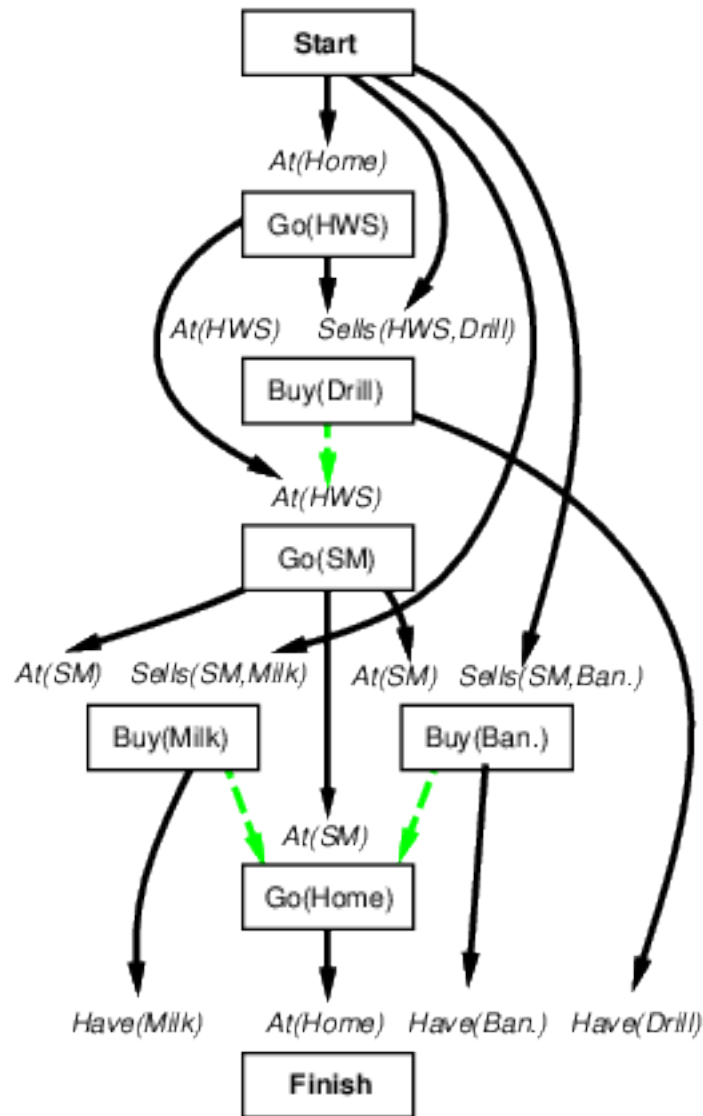 Start
At(Home)
Go(HWS)
At(HWS) Sells(HWS,Drill)
Buy(Drill)
At(HWS)
Go(SM)
At(SM) Sells(SM,Milk) At(SM) Sells(SM,Ban.)
Buy(Milk) Buy(Ban.)
At(SM)
Go(Home)
Have(Milk) At(Home) Have(Ban.) Have(Drill)
Finish